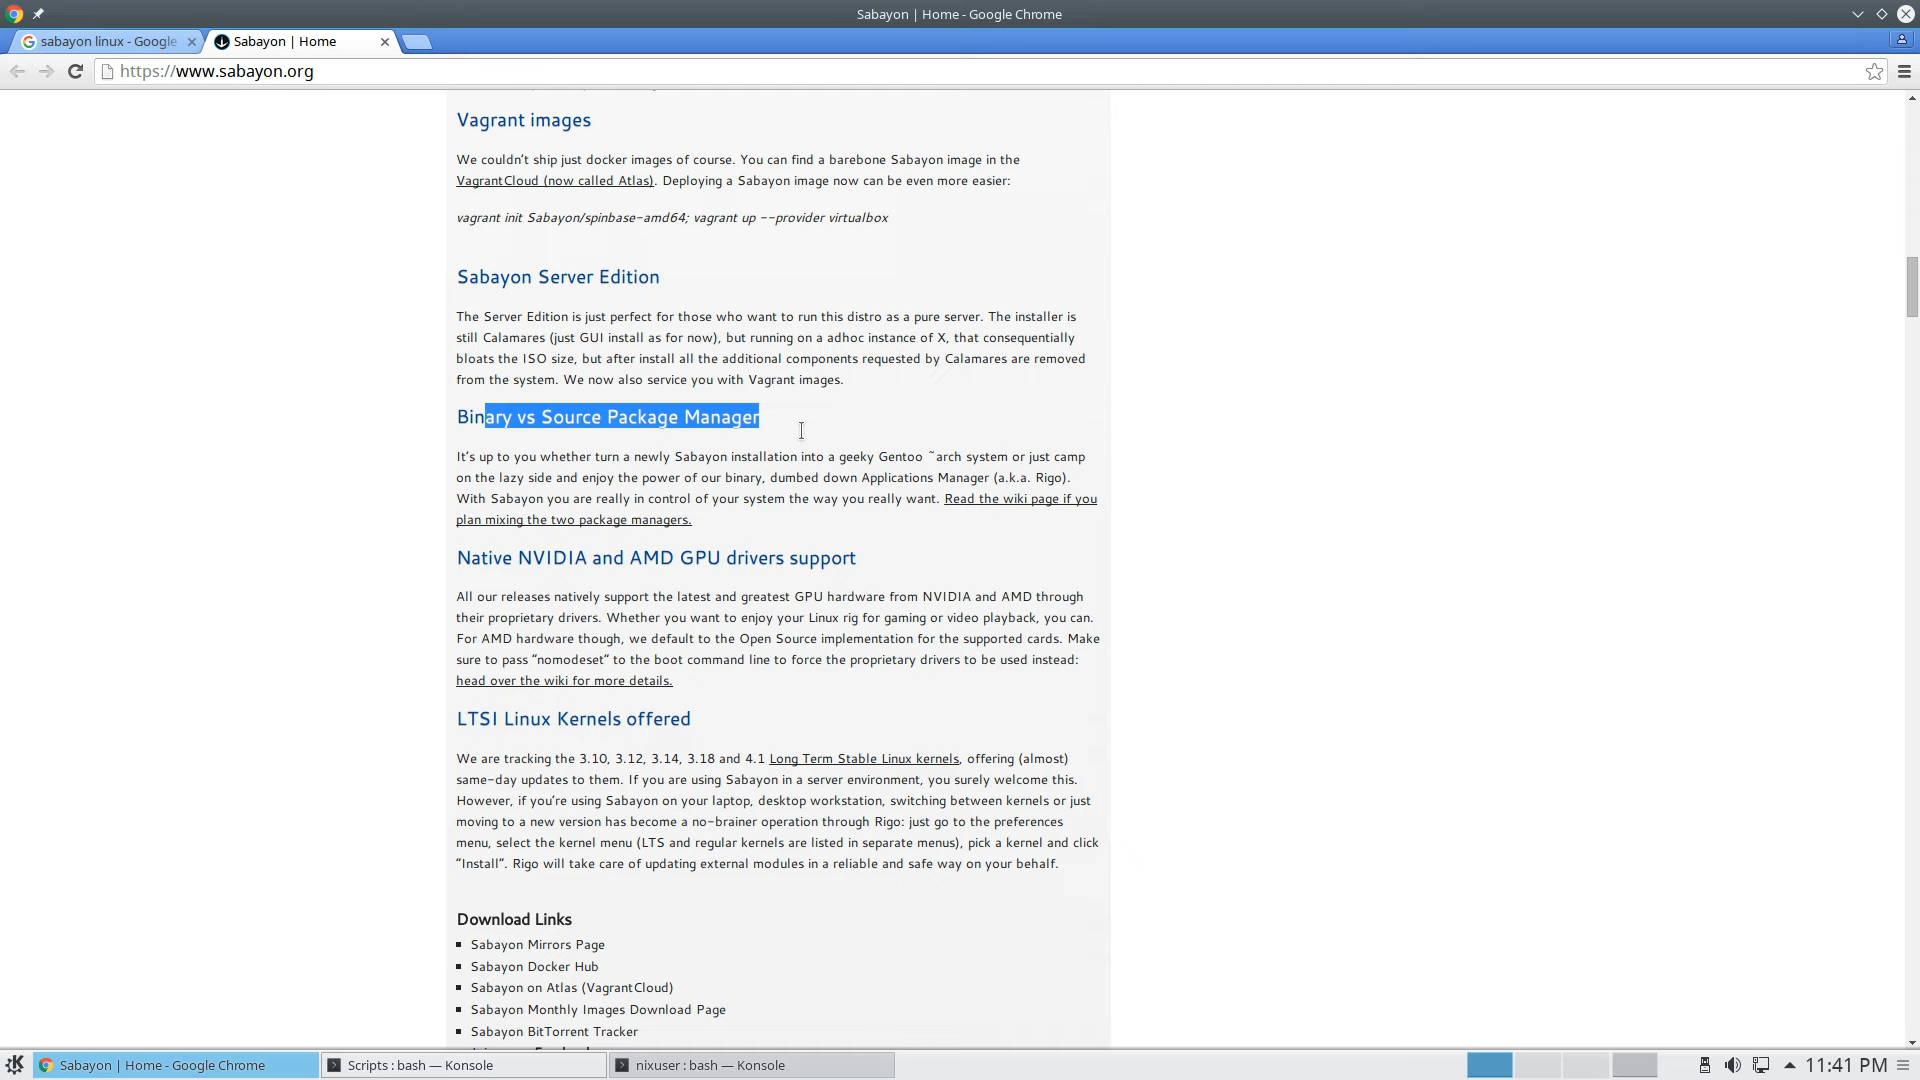 Sabayon | Home - Google Chrome
sabayon linux - Google
Sabayon | Home
https://www.sabayon.org
Vagrant images
We couldn't ship just docker images of course. You can find a barebone Sabayon image in the
VagrantCloud (now called Atlas). Deploying a Sabayon image now can be even more easier:
vagrant init Sabayon/spinbase-amd64; vagrant up --provider virtualbox
Sabayon Server Edition
The Server Edition is just perfect for those who want to run this distro as a pure server. The installer is
still Calamares (just GUI install as for now), but running on a adhoc instance of X, that consequentially
bloats the ISO size, but after install all the additional components requested by Calamares are removed
from the system. We now also service you with Vagrant images.
Binary vs Source Package Manager
It's up to you whether turn a newly Sabayon installation into a geeky Gentoo ~arch system or just camp
on the lazy side and enjoy the power of our binary, dumbed down Applications Manager (a.k.a. Rigo).
With Sabayon you are really in control of your system the way you really want. Read the wiki page if you
plan mixing the two package managers.
Native NVIDIA and AMD GPU drivers support
All our releases natively support the latest and greatest GPU hardware from NVIDIA and AMD through
their proprietary drivers. Whether you want to enjoy your Linux rig for gaming or video playback, you can.
For AMD hardware though, we default to the Open Source implementation for the supported cards. Make
sure to pass "nomodeset" to the boot command line to force the proprietary drivers to be used instead:
head over the wiki for more details.
LTSI Linux Kernels offered
We are tracking the 3.10, 3.12, 3.14, 3.18 and 4.1 Long Term Stable Linux kernels, offering (almost)
same-day updates to them. If you are using Sabayon in a server environment, you surely welcome this.
However, if you're using Sabayon on your laptop, desktop workstation, switching between kernels or just
moving to a new version has become a no-brainer operation through Rigo: just go to the preferences
menu, select the kernel menu (LTS and regular kernels are listed in separate menus), pick a kernel and click
"Install". Rigo will take care of updating external modules in a reliable and safe way on your behalf.
Download Links
Sabayon Mirrors Page
Sabayon Docker Hub
Sabayon on Atlas (VagrantCloud)
Sabayon Monthly Images Download Page
Sabayon BitTorrent Tracker
Sabayon | Home - Google Chrome
Scripts : bash — Konsole
nixuser : bash — Konsole
11:41 PM